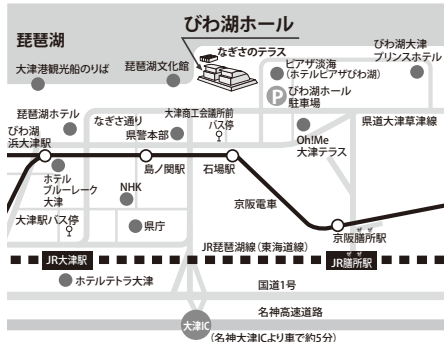 びわ湖ホール
琵琶湖
なぎさのテラス
大津港観光船のりば
琵琶湖文化館
ピアザ淡海
(ホテルピアザびわ湖)
びわ湖大津
プリンスホテル
P
びわ湖ホール
駐車場
琵琶湖ホテル
なぎさ通り
大津商工会議所前
バス停
県警本部
県道大津草津線
びわ湖
浜大津駅
Oh!Me
大津テラス
島ノ関駅
石場駅
ホテル
ブルーレーク
大津
NHK
京阪電車
大津駅バス停
県庁
京阪膳所駅
JR琵琶湖線(東海道線)
JR大津駅
JR膳所駅
ホテルテトラ大津
国道1号
名神高速道路
大津IC
(名神大津ICより車で約5分)